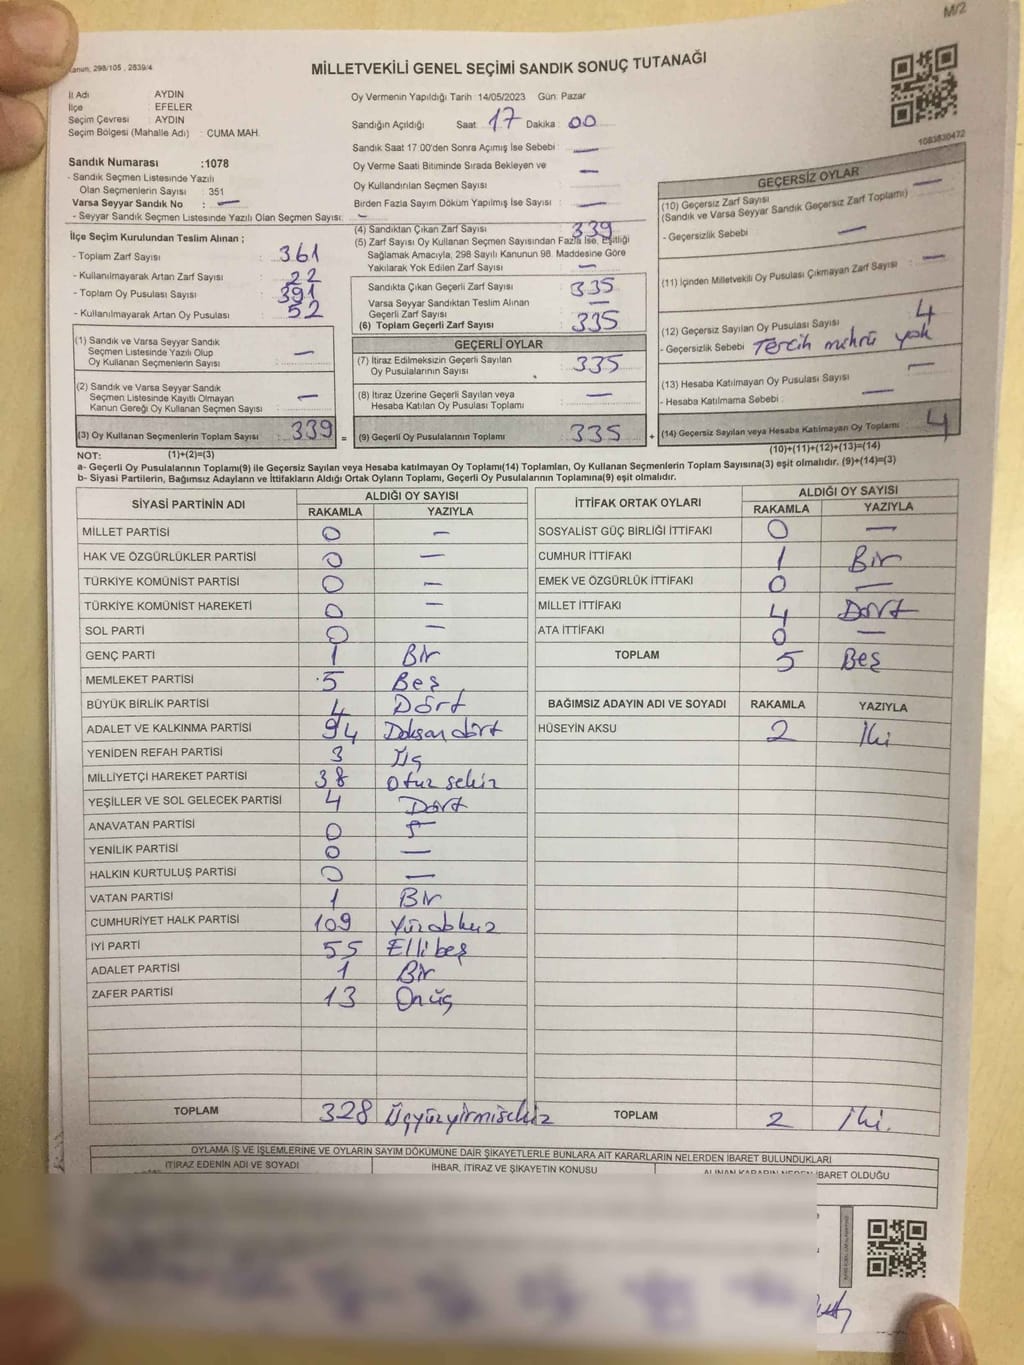 M/2
298/105 , 2839/4
MİLLETVEKİLİ GENEL SEÇİMİ SANDIK SONUÇ TUTANAĞI
İl Adı : AYDIN
İlçe : EFELER
Seçim Çevresi : AYDIN
Seçim Bölgesi (Mahalle Adı) : CUMA MAH.
Oy Vermenin Yapıldığı Tarih : 14/05/2023 Gün: Pazar
Sandığın Açıldığı Saat: 17 Dakika : 00
Sandık Saat 17:00'den Sonra Açımış İse Sebebi : —
Oy Verme Saati Bitiminde Sırada Bekleyen ve
Oy Kullandırılan Seçmen Sayısı : —
Birden Fazla Sayım Döküm Yapılmış İse Sayısı : —
1083830472
Sandık Numarası :1078
- Sandık Seçmen Listesinde Yazılı
Olan Seçmenlerin Sayısı : 351
Varsa Seyyar Sandık No : —
- Seyyar Sandık Seçmen Listesinde Yazılı Olan Seçmen Sayısı: —
İlçe Seçim Kurulundan Teslim Alınan ;
- Toplam Zarf Sayısı : 361
- Kullanılmayarak Artan Zarf Sayısı : 22
- Toplam Oy Pusulası Sayısı : 391
- Kullanılmayarak Artan Oy Pusulası : 52
(1) Sandık ve Varsa Seyyar Sandık
Seçmen Listesinde Yazılı Olup
Oy Kullanan Seçmenlerin Sayısı : —
(2) Sandık ve Varsa Seyyar Sandık
Seçmen Listesinde Kayıtlı Olmayan
Kanun Gereği Oy Kullanan Seçmen Sayısı : —
(3) Oy Kullanan Seçmenlerin Toplam Sayısı : 339 =
(4) Sandıktan Çıkan Zarf Sayısı : 339
(5) Zarf Sayısı Oy Kullanan Seçmen Sayısından Fazla İse, Eşitliği
Sağlamak Amacıyla, 298 Sayılı Kanunun 98. Maddesine Göre
Yakılarak Yok Edilen Zarf Sayısı : —
Sandıkta Çıkan Geçerli Zarf Sayısı : 335
Varsa Seyyar Sandıktan Teslim Alınan
Geçerli Zarf Sayısı : —
(6) Toplam Geçerli Zarf Sayısı : 335
GEÇERLİ OYLAR
(7) İtiraz Edilmeksizin Geçerli Sayılan
Oy Pusulalarının Sayısı : 335
(8) İtiraz Üzerine Geçerli Sayılan veya
Hesaba Katılan Oy Pusulası Toplamı : —
(9) Geçerli Oy Pusulalarının Toplamı : 335 +
GEÇERSİZ OYLAR
(10) Geçersiz Zarf Sayısı : —
(Sandık ve Varsa Seyyar Sandık Geçersiz Zarf Toplamı)
- Geçersizlik Sebebi : —
(11) İçinden Milletvekili Oy Pusulası Çıkmayan Zarf Sayısı : —
(12) Geçersiz Sayılan Oy Pusulası Sayısı : 4
- Geçersizlik Sebebi : Tercih mührü yok
(13) Hesaba Katılmayan Oy Pusulası Sayısı : —
- Hesaba Katılmama Sebebi : —
(14) Geçersiz Sayılan veya Hesaba Katılmayan Oy Toplamı : 4
NOT: (1)+(2)=(3)
(10)+(11)+(12)+(13)=(14)
a- Geçerli Oy Pusulalarının Toplamı(9) ile Geçersiz Sayılan veya Hesaba katılmayan Oy Toplamı(14) Toplamları, Oy Kullanan Seçmenlerin Toplam Sayısına(3) eşit olmalıdır. (9)+(14)=(3)
b- Siyasi Partilerin, Bağımsız Adayların ve İttifakların Aldığı Ortak Oyların Toplamı, Geçerli Oy Pusulalarının Toplamına(9) eşit olmalıdır.
SİYASİ PARTİNİN ADI ALDIĞI OY SAYISI
RAKAMLA YAZIYLA
MİLLET PARTİSİ 0 —
HAK VE ÖZGÜRLÜKLER PARTİSİ 0 —
TÜRKİYE KOMÜNİST PARTİSİ 0 —
TÜRKİYE KOMÜNİST HAREKETİ 0 —
SOL PARTİ 0 —
GENÇ PARTİ 1 Bir
MEMLEKET PARTİSİ 5 Beş
BÜYÜK BİRLİK PARTİSİ 4 Dört
ADALET VE KALKINMA PARTİSİ 94 Doksan dört
YENİDEN REFAH PARTİSİ 3 Üç
MİLLİYETÇİ HAREKET PARTİSİ 38 Otuz sekiz
YEŞİLLER VE SOL GELECEK PARTİSİ 4 Dört
ANAVATAN PARTİSİ 0 —
YENİLİK PARTİSİ 0 —
HALKIN KURTULUŞ PARTİSİ 0 —
VATAN PARTİSİ 1 Bir
CUMHURİYET HALK PARTİSİ 109 Yüzdokuz
İYİ PARTİ 55 Ellibeş
ADALET PARTİSİ 1 Bir
ZAFER PARTİSİ 13 Onüç
TOPLAM 328 Üçyüzyirmisekiz
İTTİFAK ORTAK OYLARI ALDIĞI OY SAYISI
RAKAMLA YAZIYLA
SOSYALİST GÜÇ BİRLİĞİ İTTİFAKI 0 —
CUMHUR İTTİFAKI 1 Bir
EMEK VE ÖZGÜRLÜK İTTİFAKI 0 —
MİLLET İTTİFAKI 4 Dört
ATA İTTİFAKI 0 —
TOPLAM 5 Beş
BAĞIMSIZ ADAYIN ADI VE SOYADI RAKAMLA YAZIYLA
HÜSEYİN AKSU 2 İki
TOPLAM 2 iki.
OYLAMA İŞ VE İŞLEMLERİNE VE OYLARIN SAYIM DÖKÜMÜNE DAİR ŞİKAYETLERLE BUNLARA AİT KARARLARIN NELERDEN İBARET BULUNDUKLARI
İTİRAZ EDENİN ADI VE SOYADI İHBAR, İTİRAZ VE ŞİKAYETİN KONUSU ALINAN KARARIN NEDEN İBARET OLDUĞU